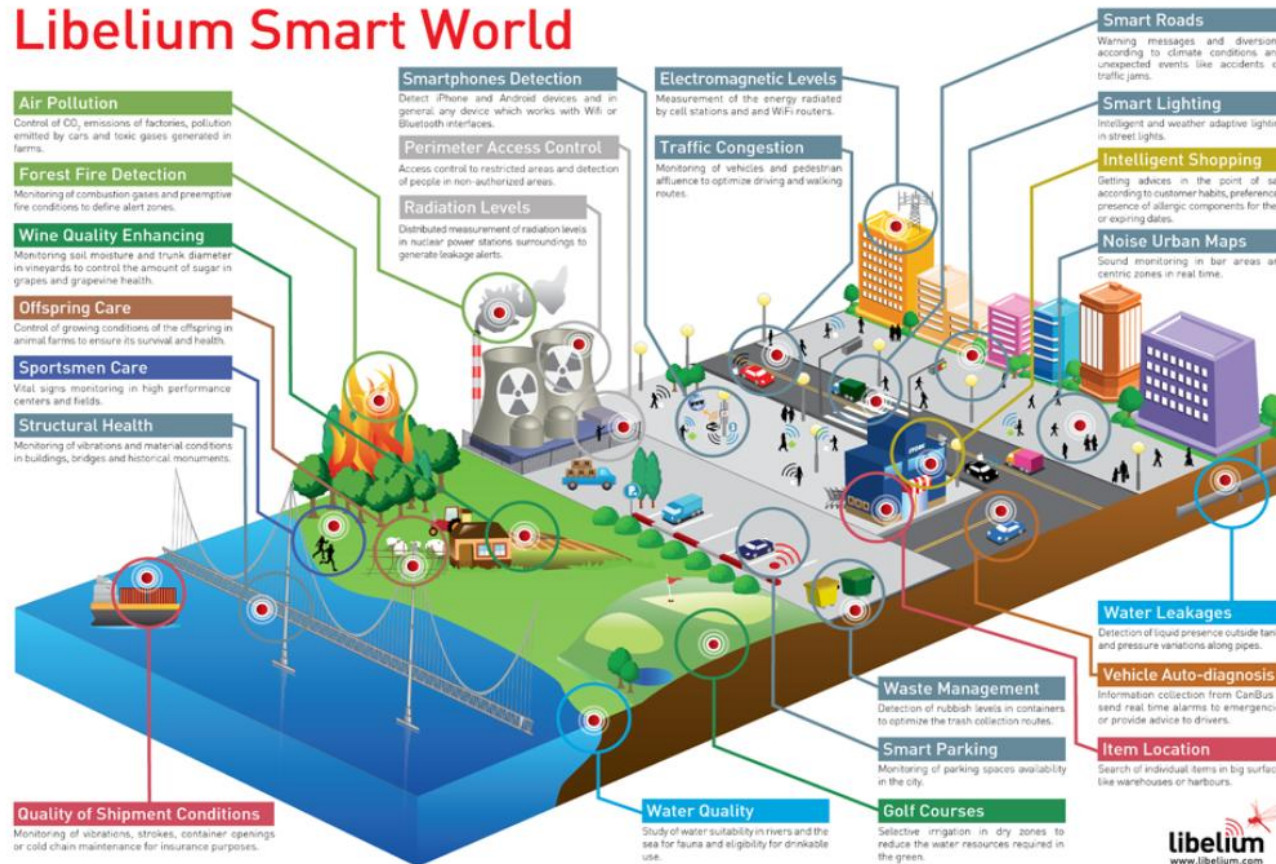 Libelium Smart World
Air Pollution
Control of CO₂ emissions of factories, pollution
emitted by cars and toxic gases generated in
farms.
Forest Fire Detection
Monitoring of combustion gases and preemptive
fire conditions to define alert zones.
Wine Quality Enhancing
Monitoring soil moisture and trunk diameter
in vineyards to control the amount of sugar in
grapes and grapevine health.
Offspring Care
Control of growing conditions of the offspring in
animal farms to ensure its survival and health.
Sportsmen Care
Vital signs monitoring in high performance
centers and fields.
Structural Health
Monitoring of vibrations and material conditions
in buildings, bridges and historical monuments.
Quality of Shipment Conditions
Monitoring of vibrations, strokes, container openings
or cold chain maintenance for insurance purposes.
Smartphones Detection
Detect iPhone and Android devices and in
general any device which works with Wifi or
Bluetooth interfaces.
Perimeter Access Control
Access control to restricted areas and detection
of people in non-authorized areas.
Radiation Levels
Distributed measurement of radiation levels
in nuclear power stations surroundings to
generate leakage alerts.
Electromagnetic Levels
Measurement of the energy radiated
by cell stations and and WiFi routers.
Traffic Congestion
Monitoring of vehicles and pedestrian
affluence to optimize driving and walking
routes.
Smart Roads
Warning messages and diversion
according to climate conditions an
unexpected events like accidents o
traffic jams.
Smart Lighting
Intelligent and weather adaptive lightin
in street lights.
Intelligent Shopping
Getting advices in the point of sa
according to customer habits, preference
presence of allergic components for the
or expiring dates.
Noise Urban Maps
Sound monitoring in bar areas an
centric zones in real time.
P
Water Leakages
Detection of liquid presence outside tan
and pressure variations along pipes.
Vehicle Auto-diagnosis
Information collection from CanBus
send real time alarms to emergenci
or provide advice to drivers.
Item Location
Search of individual items in big surfac
like warehouses or harbours.
Waste Management
Detection of rubbish levels in containers
to optimize the trash collection routes.
Smart Parking
Monitoring of parking spaces availability
in the city.
Golf Courses
Selective irrigation in dry zones to
reduce the water resources required in
the green.
Water Quality
Study of water suitability in rivers and the
sea for fauna and eligibility for drinkable
use.
libelium
www.libelium.com